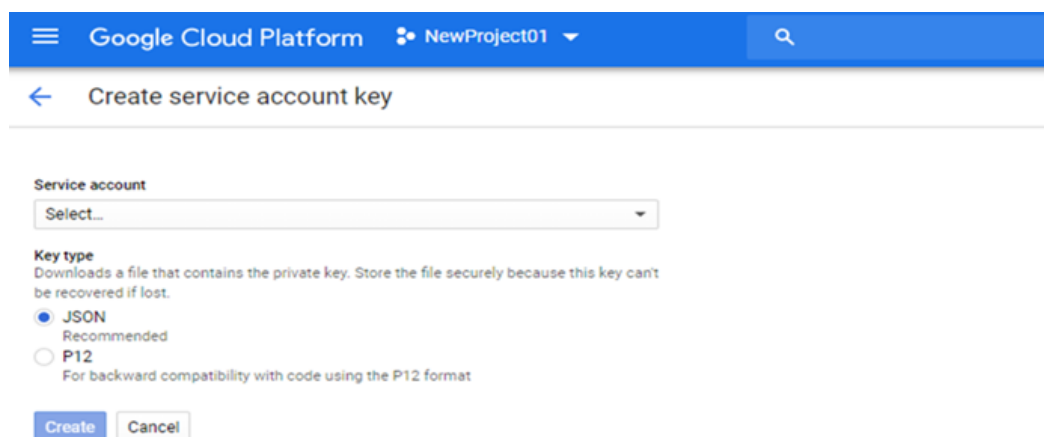 Google Cloud Platform NewProject01
Create service account key
Service account
Select...
Key type
Downloads a file that contains the private key. Store the file securely because this key can't
be recovered if lost.
JSON
Recommended
P12
For backward compatibility with code using the P12 format
Create Cancel